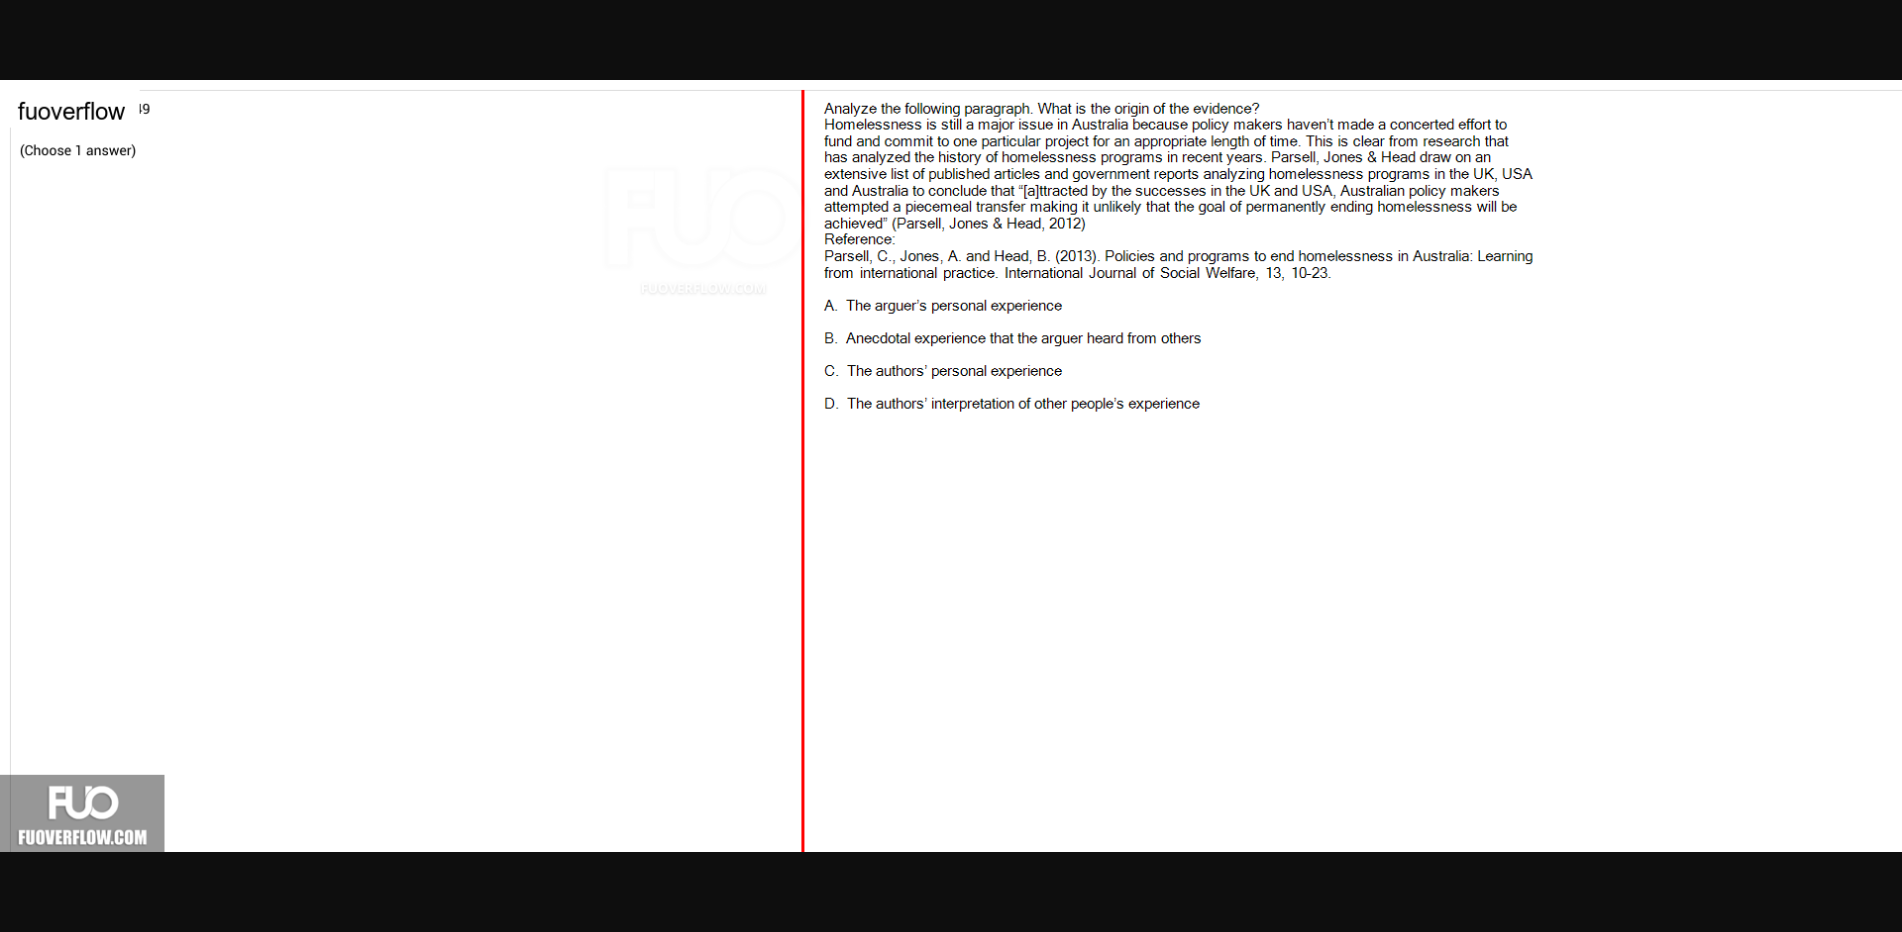 fuoverflow 49
(Choose 1 answer)
FUO
FUOVERFLOW.COM
Analyze the following paragraph. What is the origin of the evidence?
Homelessness is still a major issue in Australia because policy makers haven't made a concerted effort to
fund and commit to one particular project for an appropriate length of time. This is clear from research that
has analyzed the history of homelessness programs in recent years. Parsell, Jones & Head draw on an
extensive list of published articles and government reports analyzing homelessness programs in the UK, USA
and Australia to conclude that “[a]ttracted by the successes in the UK and USA, Australian policy makers
attempted a piecemeal transfer making it unlikely that the goal of permanently ending homelessness will be
achieved” (Parsell, Jones & Head, 2012)
Reference:
Parsell, C., Jones, A. and Head, B. (2013). Policies and programs to end homelessness in Australia: Learning
from international practice. International Journal of Social Welfare, 13, 10-23.
A. The arguer's personal experience
B. Anecdotal experience that the arguer heard from others
C. The authors' personal experience
D. The authors' interpretation of other people's experience
FUO
FUOVERFLOW.COM